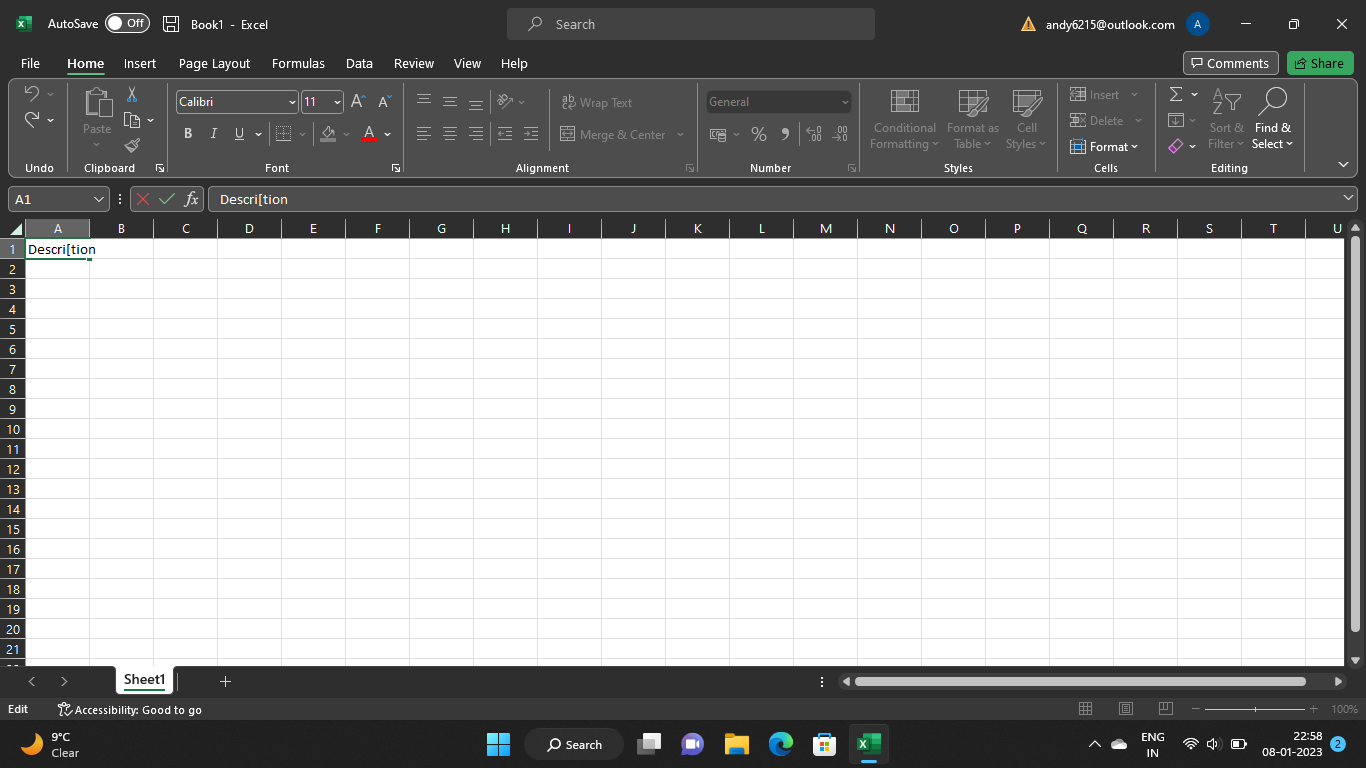 AutoSave Off Book1 - Excel Search andy6215@outlook.com A
File Home Insert Page Layout Formulas Data Review View Help Comments Share
Paste Calibri 11 A A ab Wrap Text General Conditional Formatting Format as Table Cell Styles Insert Sort & Filter Find & Select
B I U A Merge & Center % Delete
Format
Undo Clipboard Font Alignment Number Styles Cells Editing
A1 fx Descri[tion
A B C D E F G H I J K L M N O P Q R S T U
1 Descri[tion
2
3
4
5
6
7
8
9
10
11
12
13
14
15
16
17
18
19
20
21
Sheet1
Edit Accessibility: Good to go 100%
9°C
Clear
Search
ENG
IN
22:58
08-01-2023
2